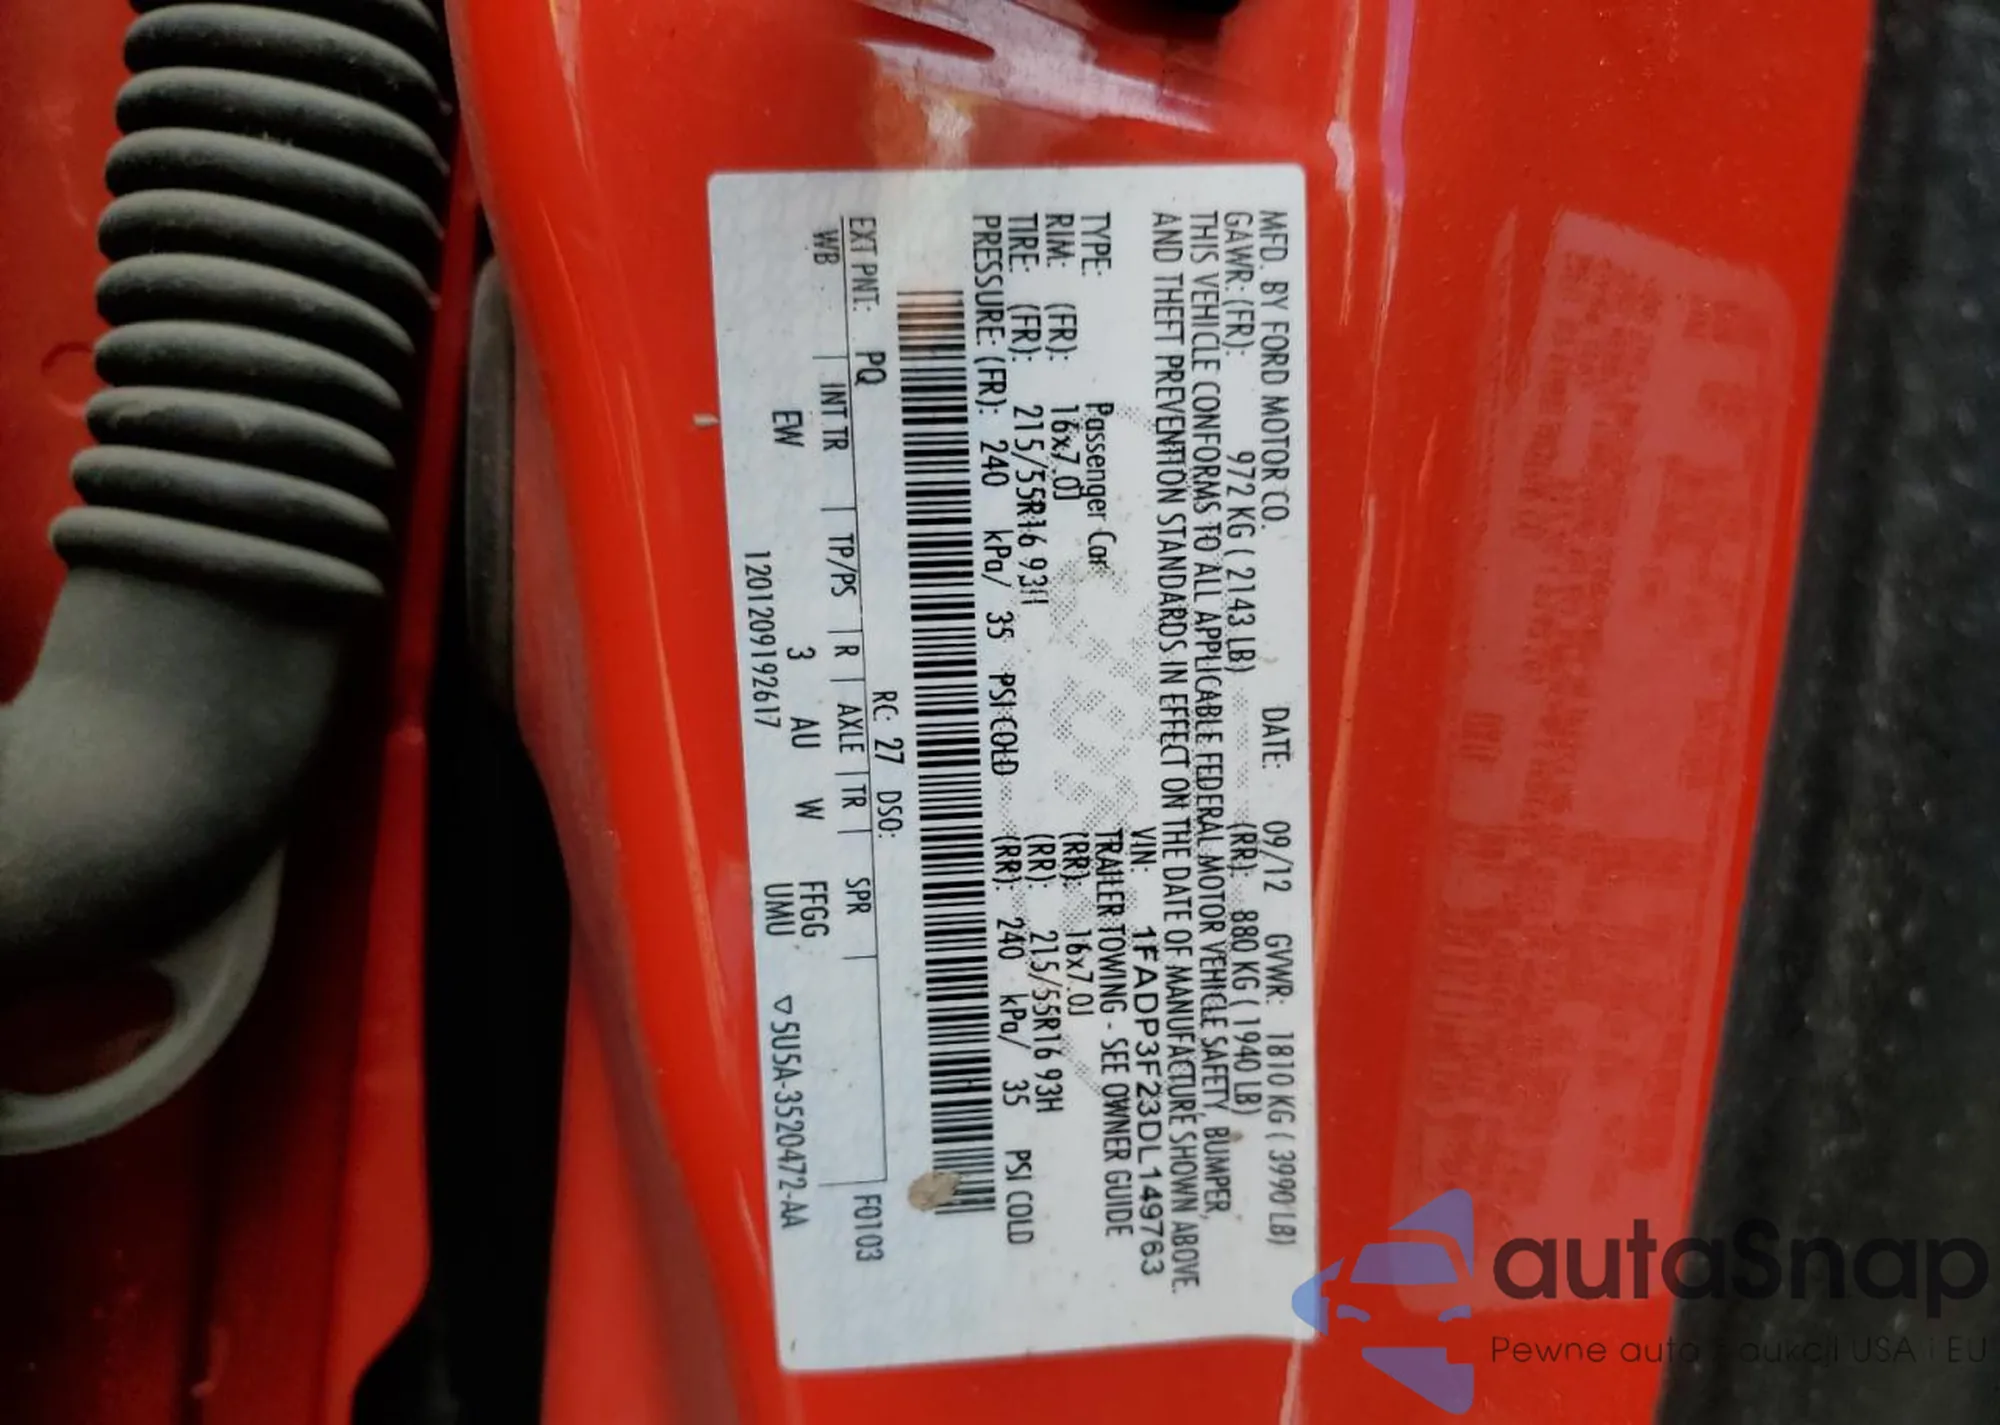 MFD. BY FORD MOTOR CO. DATE: 09/12 GVWR: 1810 KG ( 3990 LB)
GAWR: (FR): 972 KG ( 2143 LB) (RR): 880 KG ( 1940 LB)
THIS VEHICLE CONFORMS TO ALL APPLICABLE FEDERAL MOTOR VEHICLE SAFETY, BUMPER,
AND THEFT PREVENTION STANDARDS IN EFFECT ON THE DATE OF MANUFACTURE SHOWN ABOVE.
VIN: 1FADP3F23DL149763
TYPE: Passenger Car TRAILER TOWING - SEE OWNER GUIDE
RIM: (FR): 16x7.0J (RR): 16x7.0J
TIRE: (FR): 215/55R16 93H (RR): 215/55R16 93H
PRESSURE: (FR): 240 kPa/ 35 PSI COLD (RR): 240 kPa/ 35 PSI COLD
EXT PNT: PQ RC: 27 DSO: F0103
WB INT TR TP/PS R AXLE TR SPR
EW 3 AU W FFGG
UMU
1201209192617 ▽5U5A-3520472-AA
autaSnap
Pewne auta z aukcji USA i EU